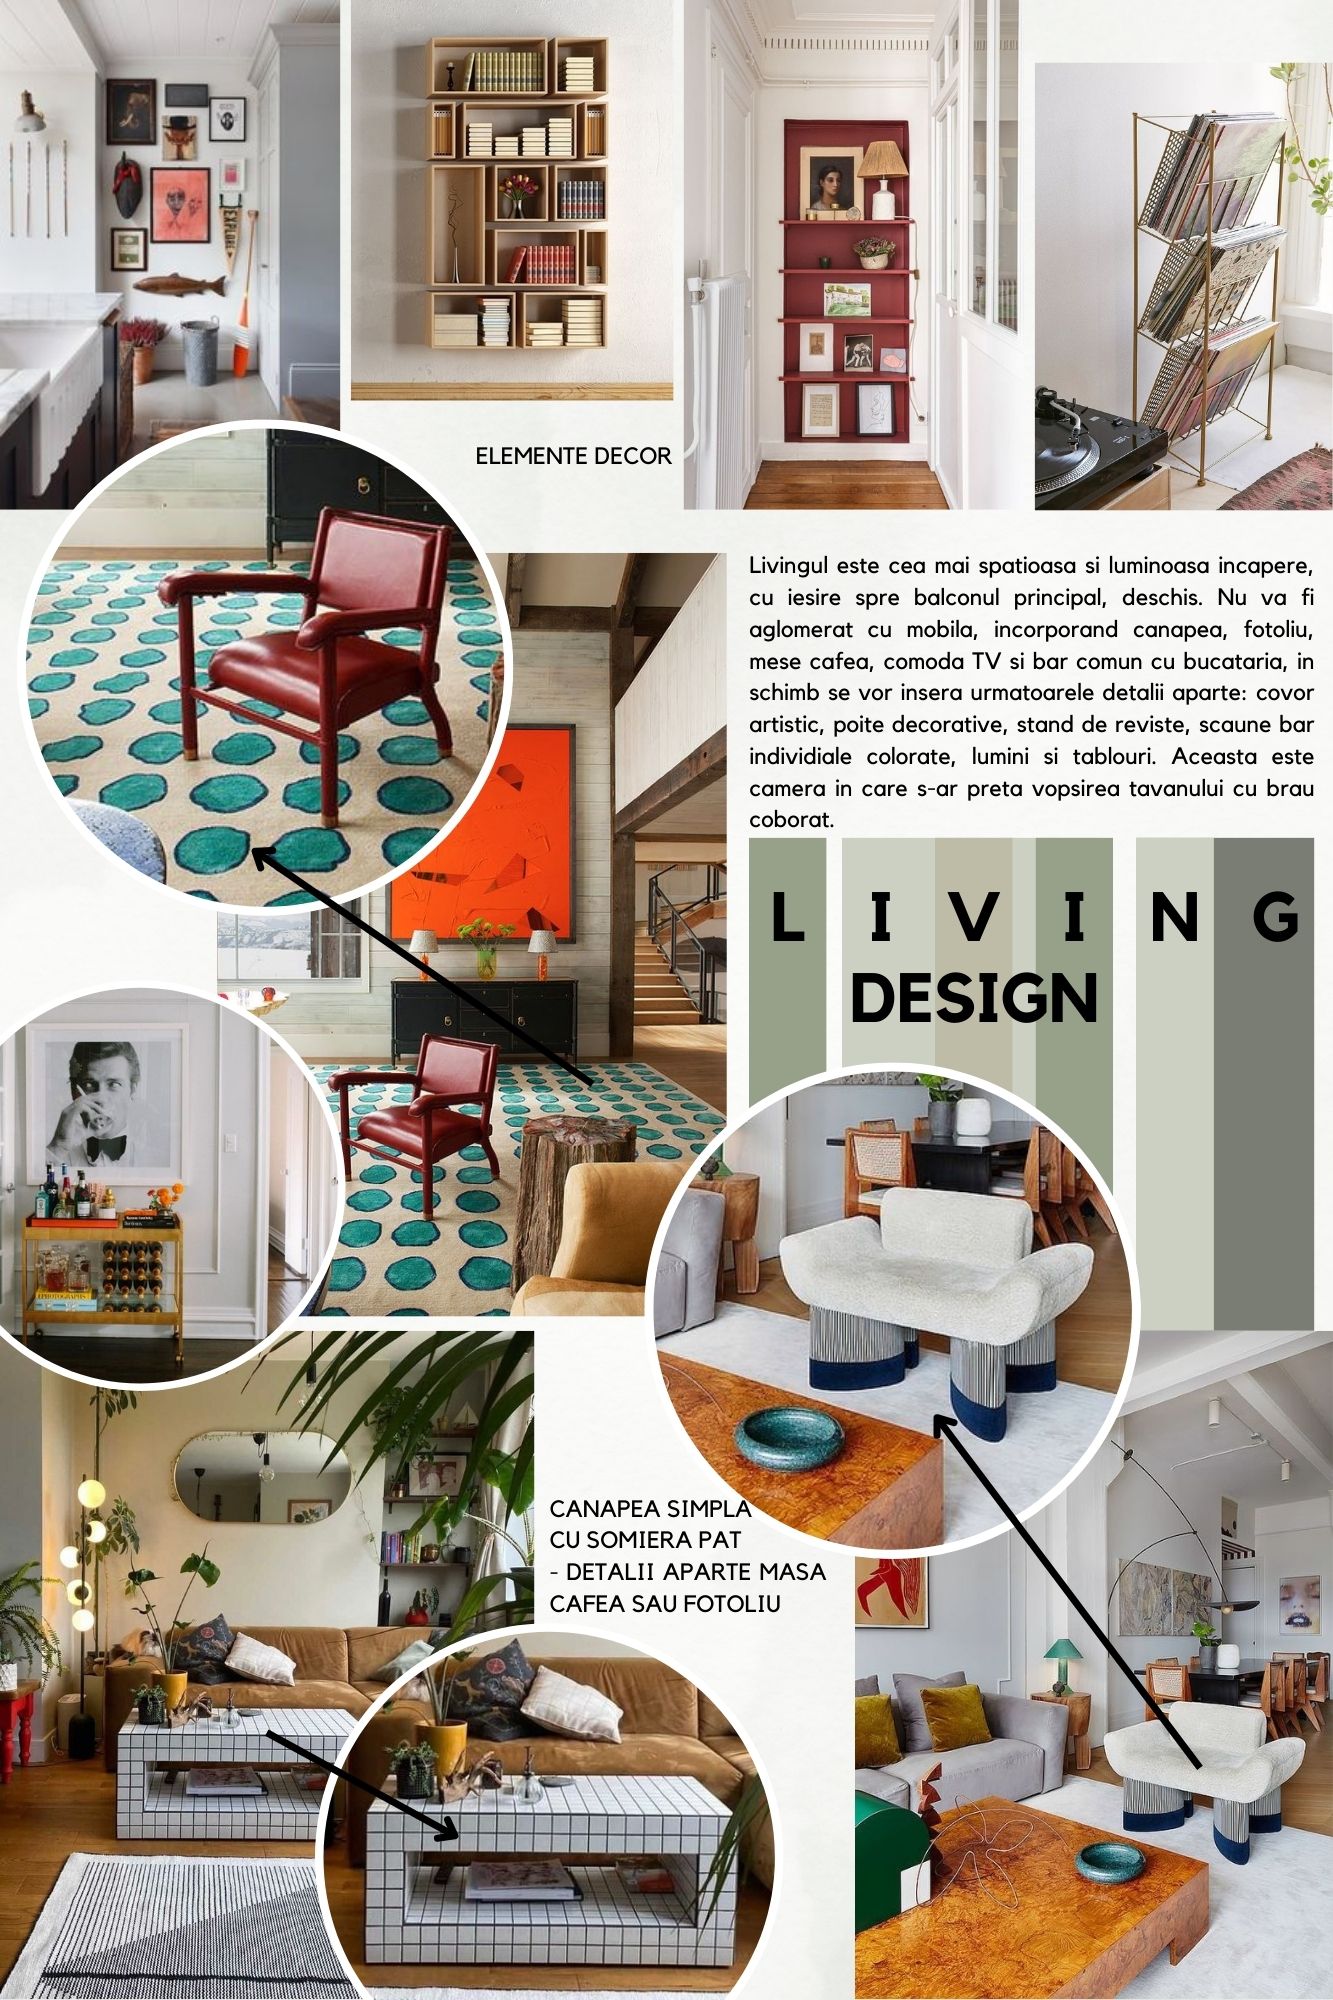 EXPLORE
ELEMENTE DECOR
Livingul este cea mai spatioasa si luminoasa incapere,
cu iesire spre balconul principal, deschis. Nu va fi
aglomerat cu mobila, incorporand canapea, fotoliu,
mese cafea, comoda TV si bar comun cu bucataria, in
schimb se vor insera urmatoarele detalii aparte: covor
artistic, poite decorative, stand de reviste, scaune bar
individiale colorate, lumini si tablouri. Aceasta este
camera in care s-ar preta vopsirea tavanului cu brau
coborat.
L I V I N G
DESIGN
CANAPEA SIMPLA
CU SOMIERA PAT
- DETALII APARTE MASA
CAFEA SAU FOTOLIU